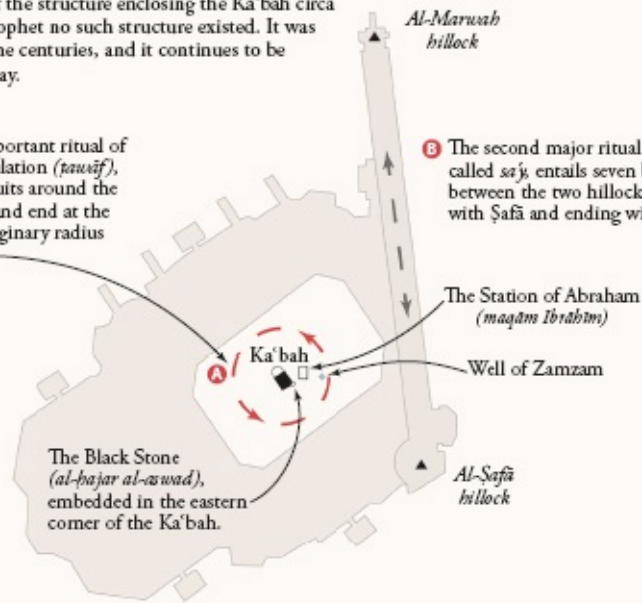 the structure enclosing the Kaʿbah circa
ophet no such structure existed. It was
ne centuries, and it continues to be
ay.
Al-Marwah
hillock
portant ritual of
lation (ṭawāf),
uits around the
nd end at the
ginary radius
B The second major ritual
called saʿy, entails seven
between the two hillock
with Ṣafā and ending wi
The Station of Abraham
(maqām Ibrāhīm)
Kaʿbah
A
Well of Zamzam
The Black Stone
(al-ḥajar al-aswad),
embedded in the eastern
corner of the Kaʿbah.
Al-Ṣafā
hillock